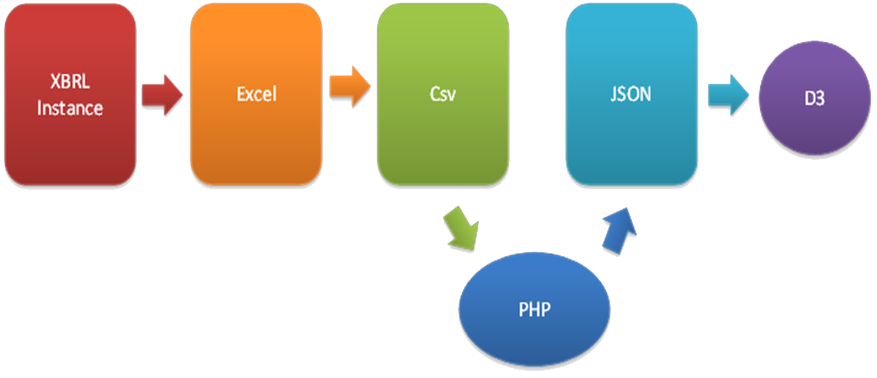 XBRL
Instance
Excel
Csv
JSON
D3
PHP